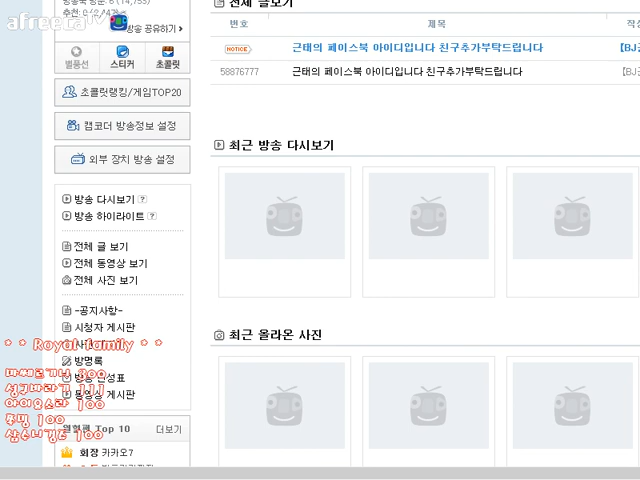 전체 글보기
afreecaTV
방송 공유하기
별풍선
스티커
초콜릿
번호
제목
NOTICE
근태의 페이스북 아이디입니다 친구추가부탁드립니다
[BJ
58876777
근태의 페이스북 아이디입니다 친구추가부탁드립니다
[BJ
초콜릿랭킹/게임TOP20
캡코더 방송정보 설정
외부 장치 방송 설정
최근 방송 다시보기
방송 다시보기 ?
방송 하이라이트 ?
전체 글 보기
전체 동영상 보기
전체 사진 보기
-공지사항-
시청자 게시판
최근 올라온 사진
* * Royal family * *
방명록
동영상 게시판
Top 10
더보기
회장 카카오7